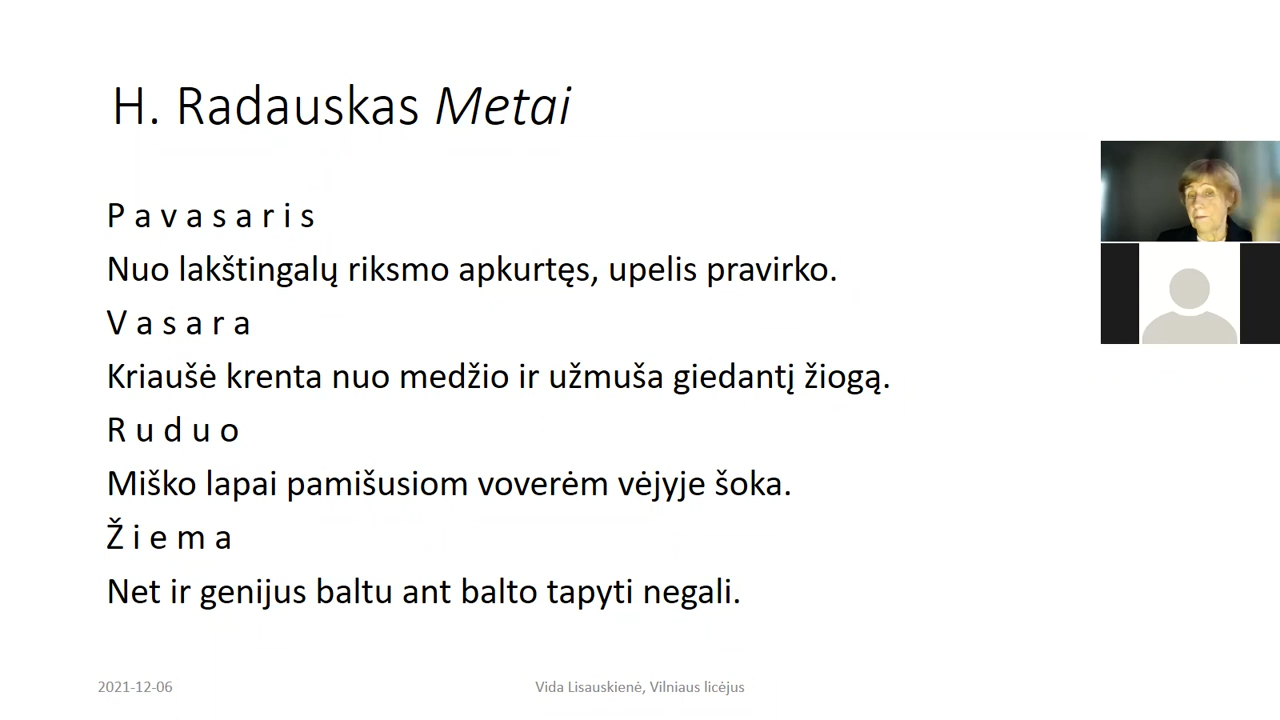 H. Radauskas Metai
P a v a s a r i s
Nuo lakštingalų riksmo apkurtęs, upelis pravirko.
V a s a r a
Kriaušė krenta nuo medžio ir užmuša giedantį žiogą.
R u d u o
Miško lapai pamišusiom voverėm vėjyje šoka.
Ž i e m a
Net ir genijus baltu ant balto tapyti negali.
2021-12-06
Vida Lisauskienė, Vilniaus licėjus